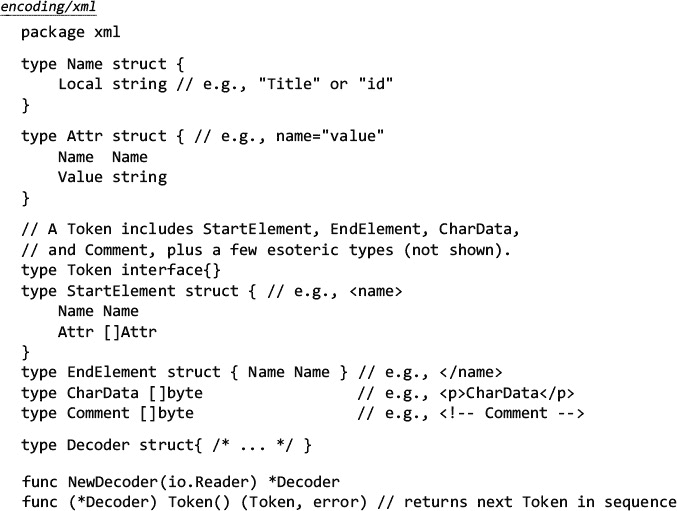 encoding/xml
package xml
type Name struct {
    Local string // e.g., "Title" or "id"
}
type Attr struct { // e.g., name="value"
    Name  Name
    Value string
}
// A Token includes StartElement, EndElement, CharData,
// and Comment, plus a few esoteric types (not shown).
type Token interface{}
type StartElement struct { // e.g., <name>
    Name Name
    Attr []Attr
}
type EndElement struct { Name Name } // e.g., </name>
type CharData []byte                 // e.g., <p>CharData</p>
type Comment []byte                  // e.g., <!-- Comment -->
type Decoder struct{ /* ... */ }
func NewDecoder(io.Reader) *Decoder
func (*Decoder) Token() (Token, error) // returns next Token in sequence